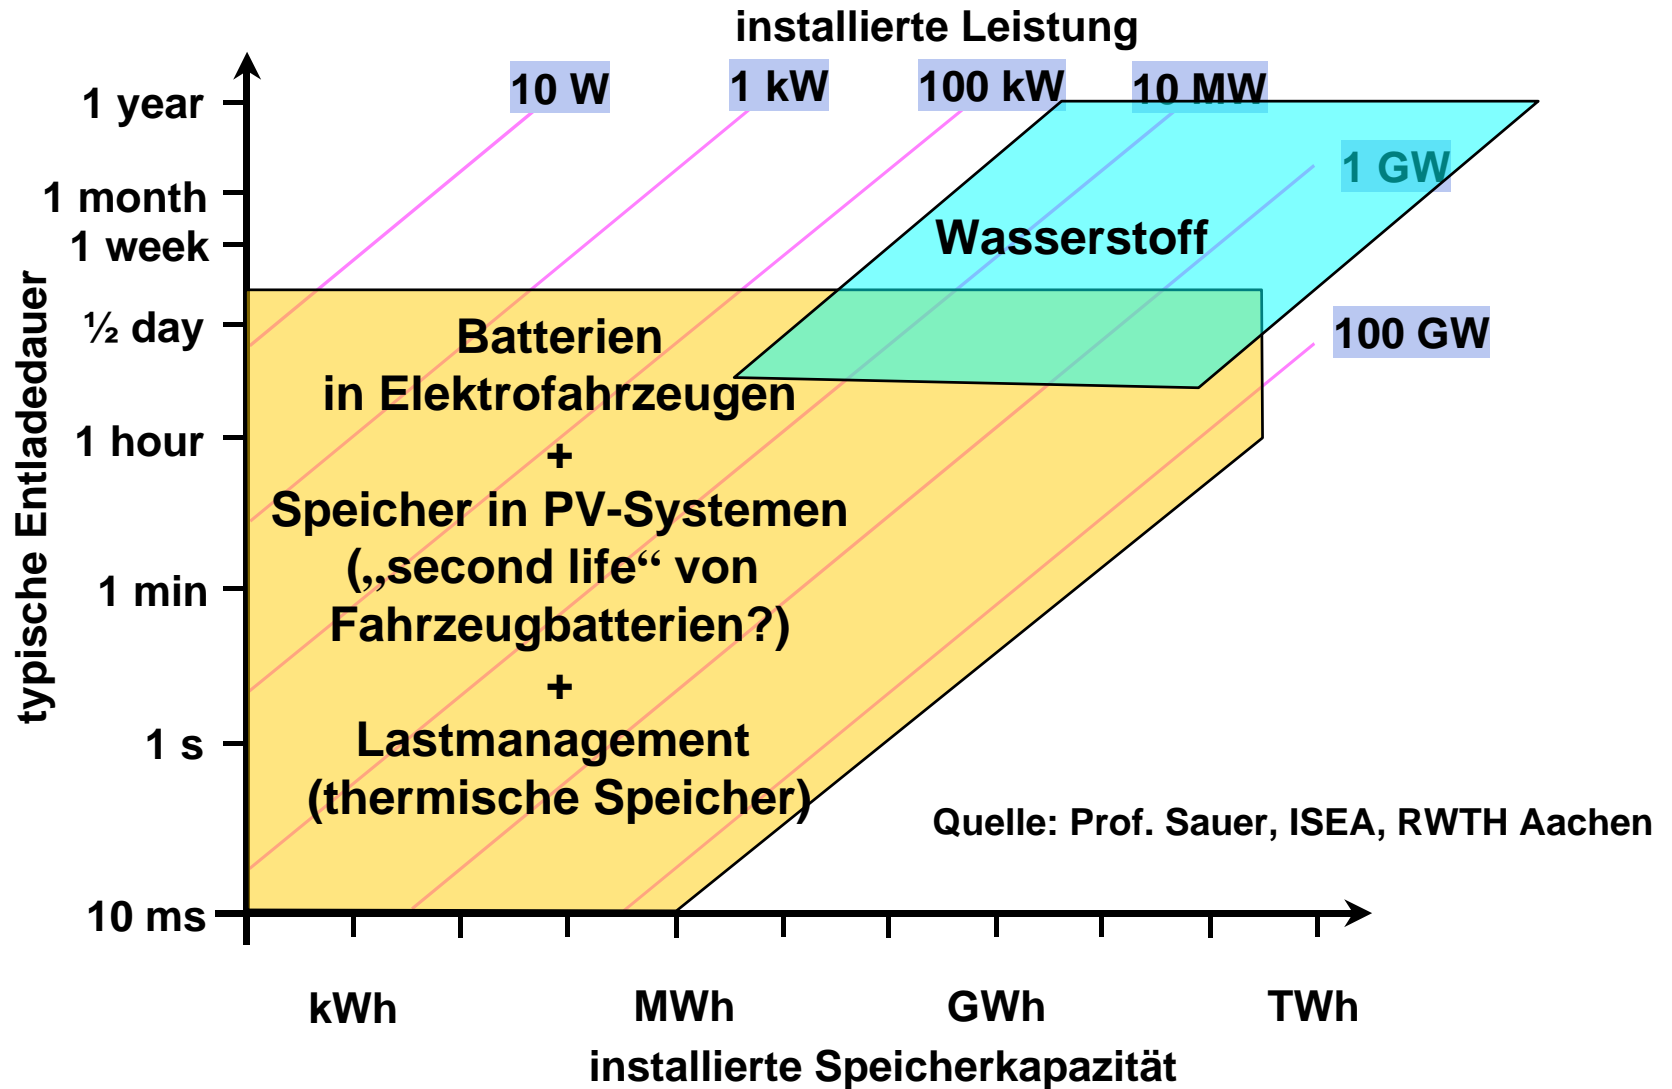 installierte Leistung
10 W
1 kW
100 kW
10 MW
1 GW
100 GW
typische Entladedauer
1 year
1 month
1 week
½ day
1 hour
1 min
1 s
10 ms
Wasserstoff
Batterien
in Elektrofahrzeugen
+
Speicher in PV-Systemen
(„second life“ von
Fahrzeugbatterien?)
+
Lastmanagement
(thermische Speicher)
Quelle: Prof. Sauer, ISEA, RWTH Aachen
kWh
MWh
GWh
TWh
installierte Speicherkapazität